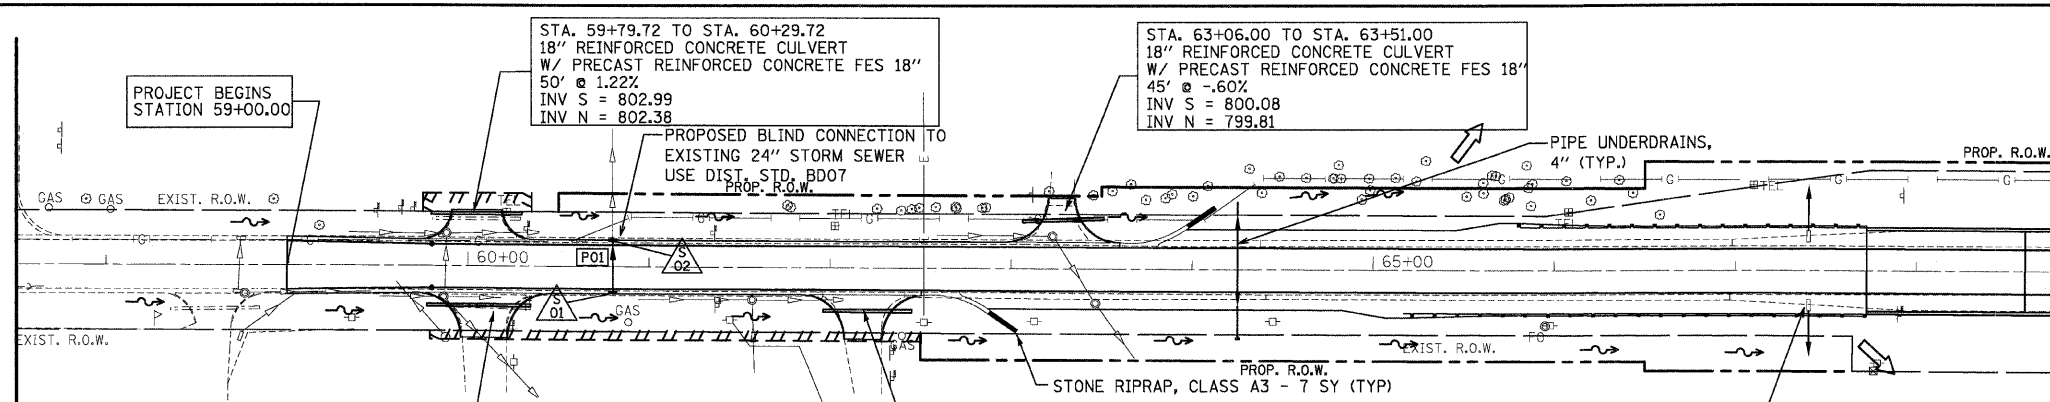 STA. 59+79.72 TO STA. 60+29.72
18" REINFORCED CONCRETE CULVERT
W/ PRECAST REINFORCED CONCRETE FES 18"
50' @ 1.22%
INV S = 802.99
INV N = 802.38
STA. 63+06.00 TO STA. 63+51.00
18" REINFORCED CONCRETE CULVERT
W/ PRECAST REINFORCED CONCRETE FES 18"
45' @ -.60%
INV S = 800.08
INV N = 799.81
PROJECT BEGINS
STATION 59+00.00
PROPOSED BLIND CONNECTION TO
EXISTING 24" STORM SEWER
USE DIST. STD. BD07
PIPE UNDERDRAINS,
4" (TYP.)
PROP. R.O.W.
PROP. R.O.W.
GAS
GAS
EXIST. R.O.W.
TEL
TEL
TEL
G
G
G
G
G
E
60+00
P01
S
02
65+00
S
01
GAS
GAS
FO
EXIST. R.O.W.
EXIST. R.O.W.
PROP. R.O.W.
STONE RIPRAP, CLASS A3 - 7 SY (TYP)